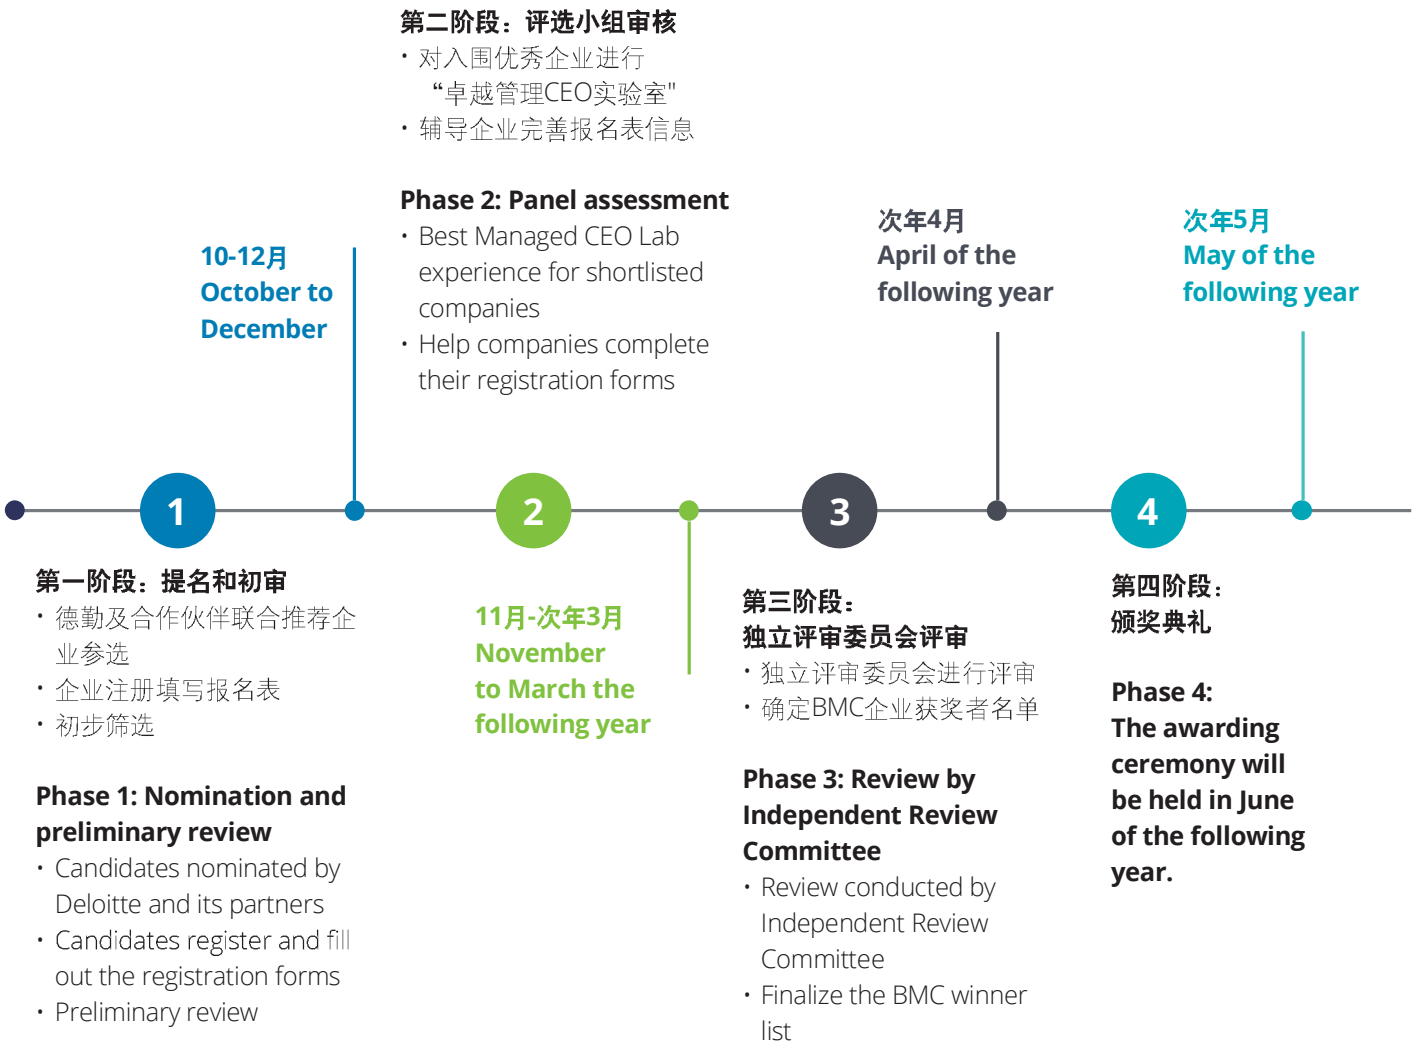 第二阶段：评选小组审核
· 对入围优秀企业进行
“卓越管理CEO实验室"
· 辅导企业完善报名表信息
Phase 2: Panel assessment
· Best Managed CEO Lab
experience for shortlisted
companies
· Help companies complete
their registration forms
10-12月
October to
December
次年4月
April of the
following year
次年5月
May of the
following year
1
2
3
4
第一阶段：提名和初审
· 德勤及合作伙伴联合推荐企
业参选
· 企业注册填写报名表
· 初步筛选
Phase 1: Nomination and
preliminary review
· Candidates nominated by
Deloitte and its partners
· Candidates register and fill
out the registration forms
· Preliminary review
11月-次年3月
November
to March the
following year
第三阶段：
独立评审委员会评审
· 独立评审委员会进行评审
· 确定BMC企业获奖者名单
Phase 3: Review by
Independent Review
Committee
· Review conducted by
Independent Review
Committee
· Finalize the BMC winner
list
第四阶段：
颁奖典礼
Phase 4:
The awarding
ceremony will
be held in June
of the following
year.